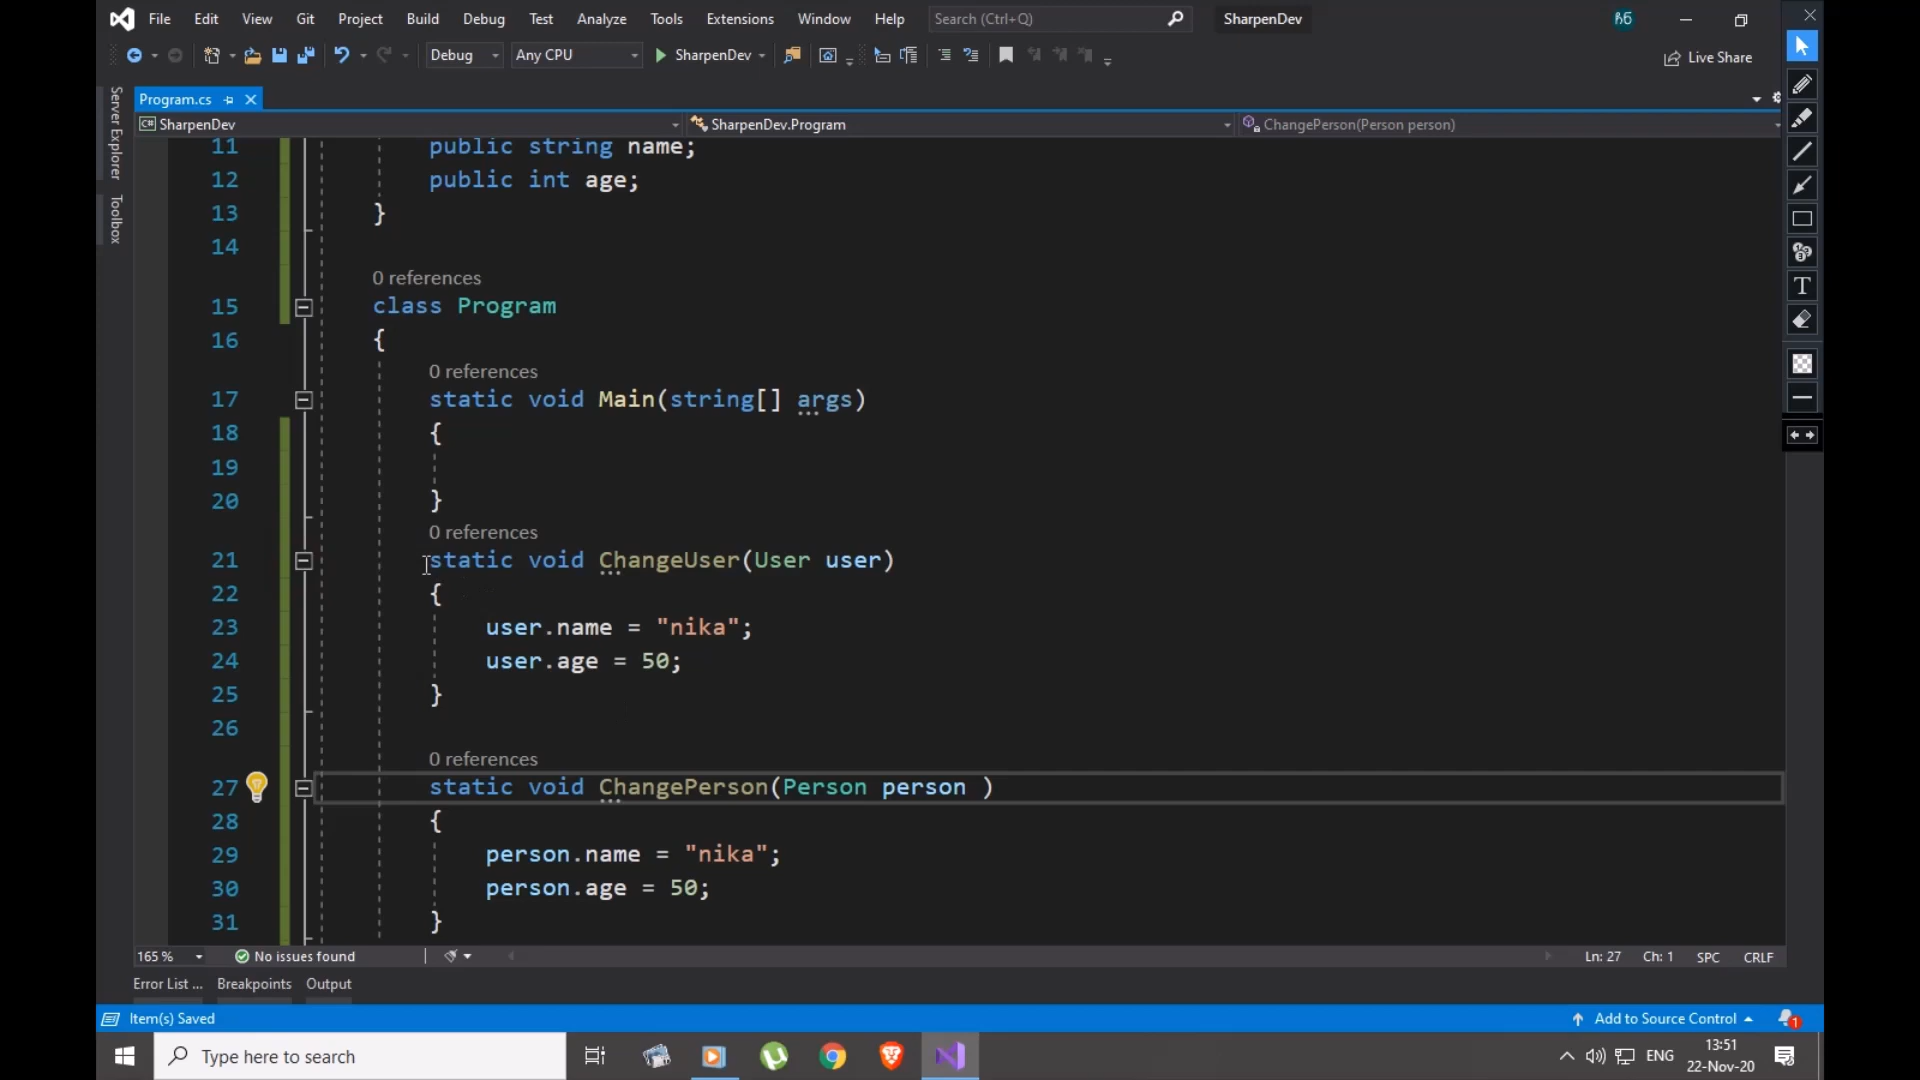 File Edit View Git Project Build Debug Test Analyze Tools Extensions Window Help Search (Ctrl+Q) SharpenDev
Debug Any CPU SharpenDev Live Share
Server Explorer
Toolbox
Program.cs
C# SharpenDev SharpenDev.Program ChangePerson(Person person)
11 public string name;
12 public int age;
13 }
14
0 references
15 class Program
16 {
0 references
17 static void Main(string[] args)
18 {
19
20 }
0 references
21 static void ChangeUser(User user)
22 {
23 user.name = "nika";
24 user.age = 50;
25 }
26
0 references
27 static void ChangePerson(Person person )
28 {
29 person.name = "nika";
30 person.age = 50;
31 }
165 % No issues found Ln: 27 Ch: 1 SPC CRLF
Error List ... Breakpoints Output
Item(s) Saved Add to Source Control 1
Type here to search ENG 13:51
22-Nov-20